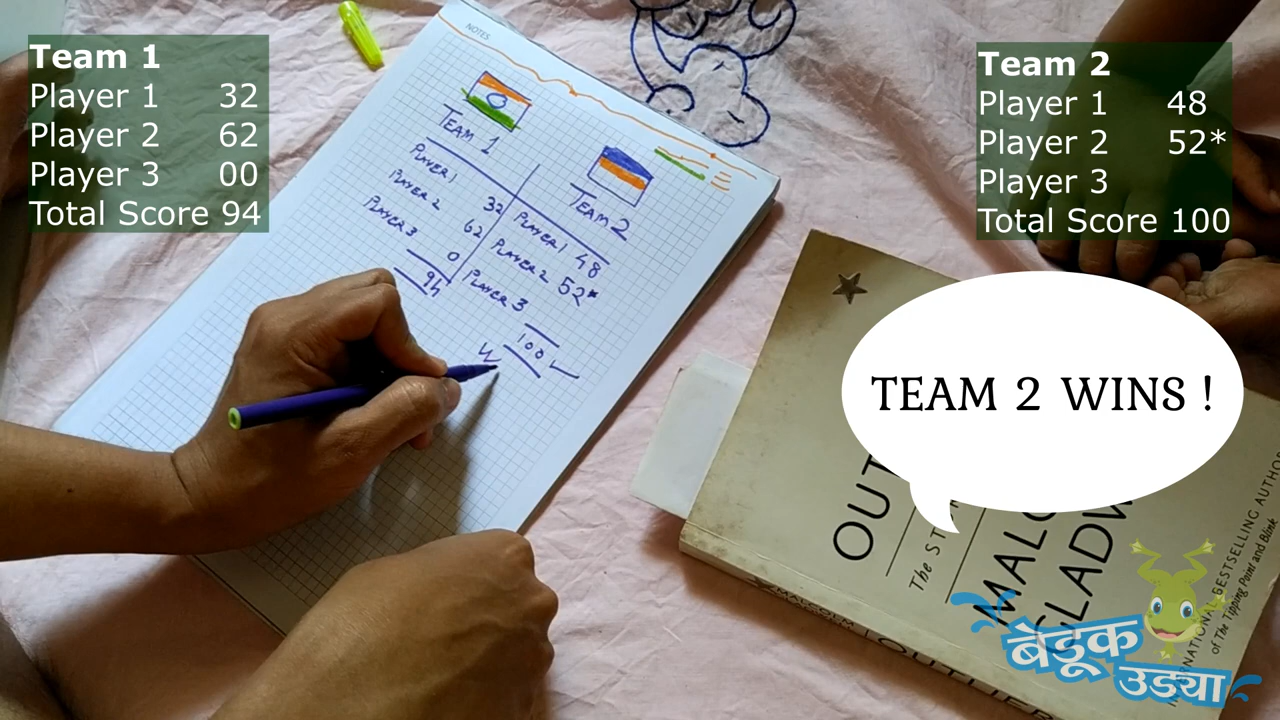 Team 1
Player 1 32
Player 2 62
Player 3 00
Total Score 94
Team 2
Player 1 48
Player 2 52*
Player 3
Total Score 100
NOTES
TEAM 1
PLAYER 1 32
PLAYER 2 62
PLAYER 3 0
94
TEAM 2
PLAYER 1 48
PLAYER 2 52*
PLAYER 3
100
W
TEAM 2 WINS !
OUT
The ST
MALCO
GLADW
BESTSELLING AUTHOR
of The Tipping Point and Blink
MALCOLM
OUTLIER
बेडूक
उड्या